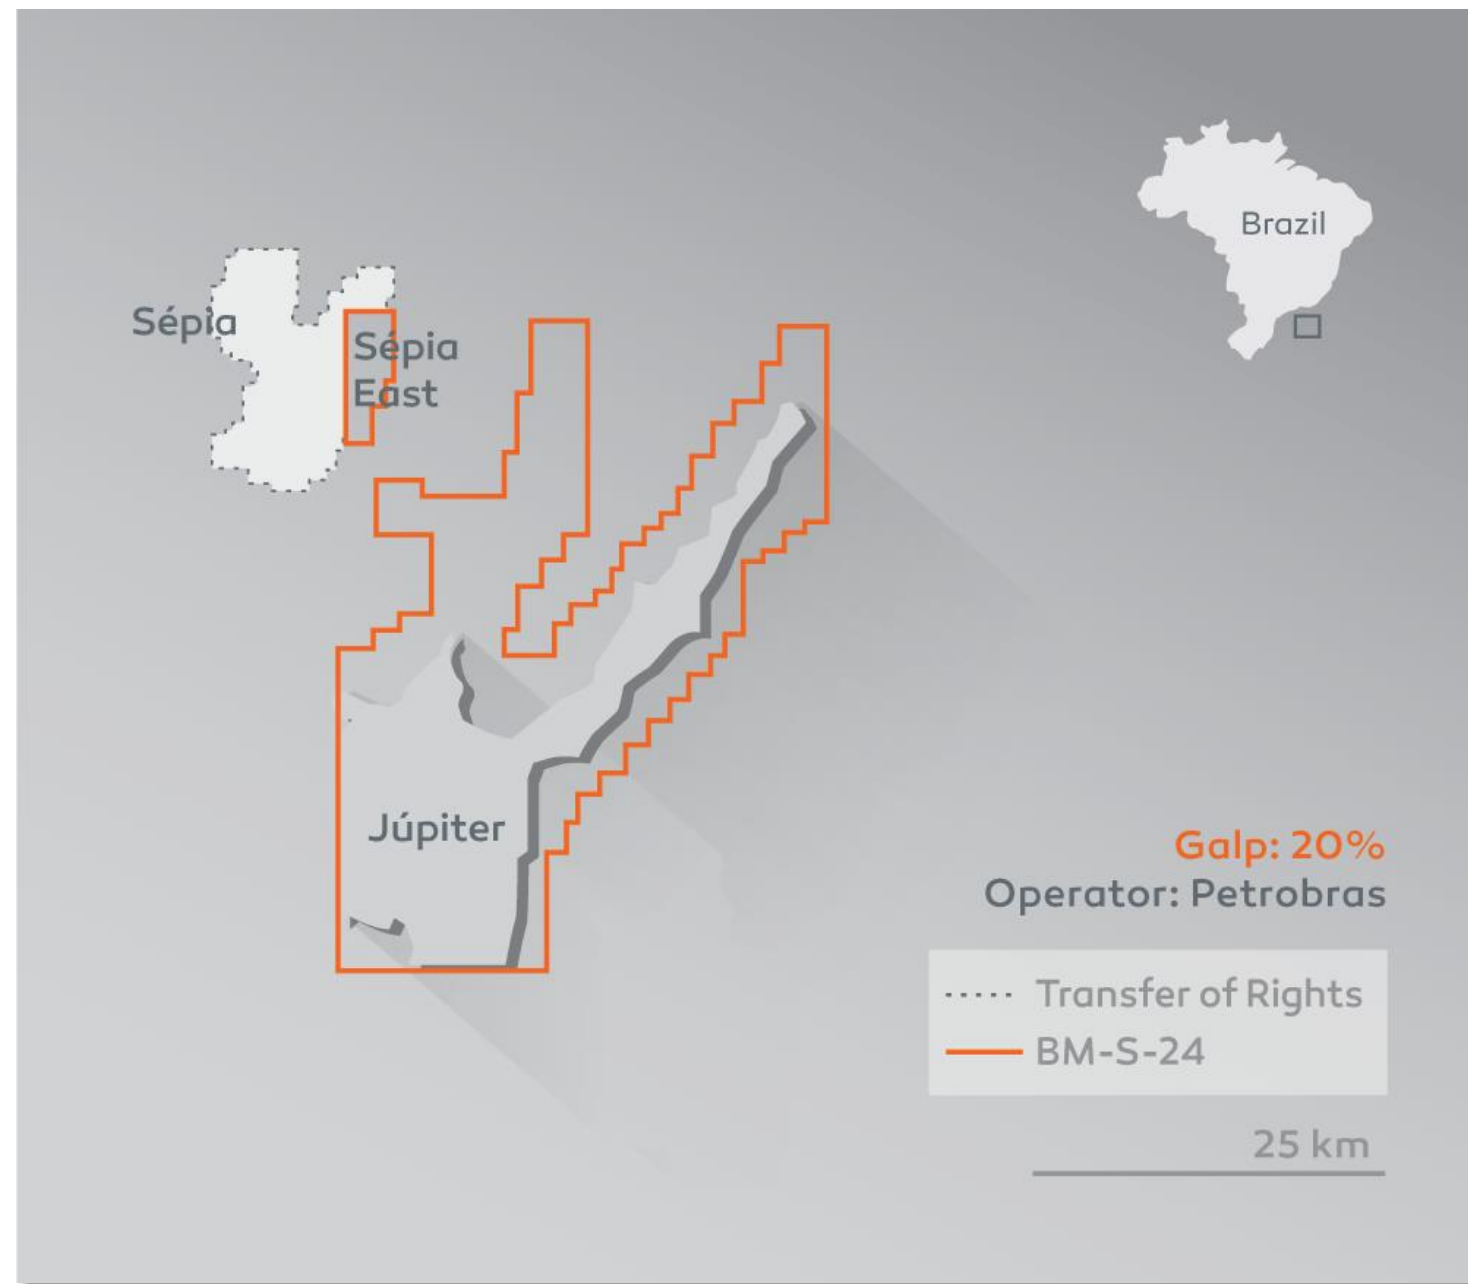 Brazil
Sépia
Sépia
East
Júpiter
Galp: 20%
Operator: Petrobras
Transfer of Rights
BM-S-24
25 km